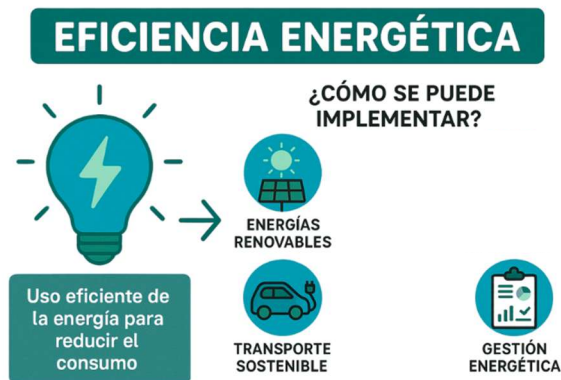 EFICIENCIA ENERGÉTICA
¿CÓMO SE PUEDE
IMPLEMENTAR?
ENERGÍAS
RENOVABLES
Uso eficiente de
la energía para
reducir el
consumo
TRANSPORTE
SOSTENIBLE
GESTIÓN
ENERGÉTICA